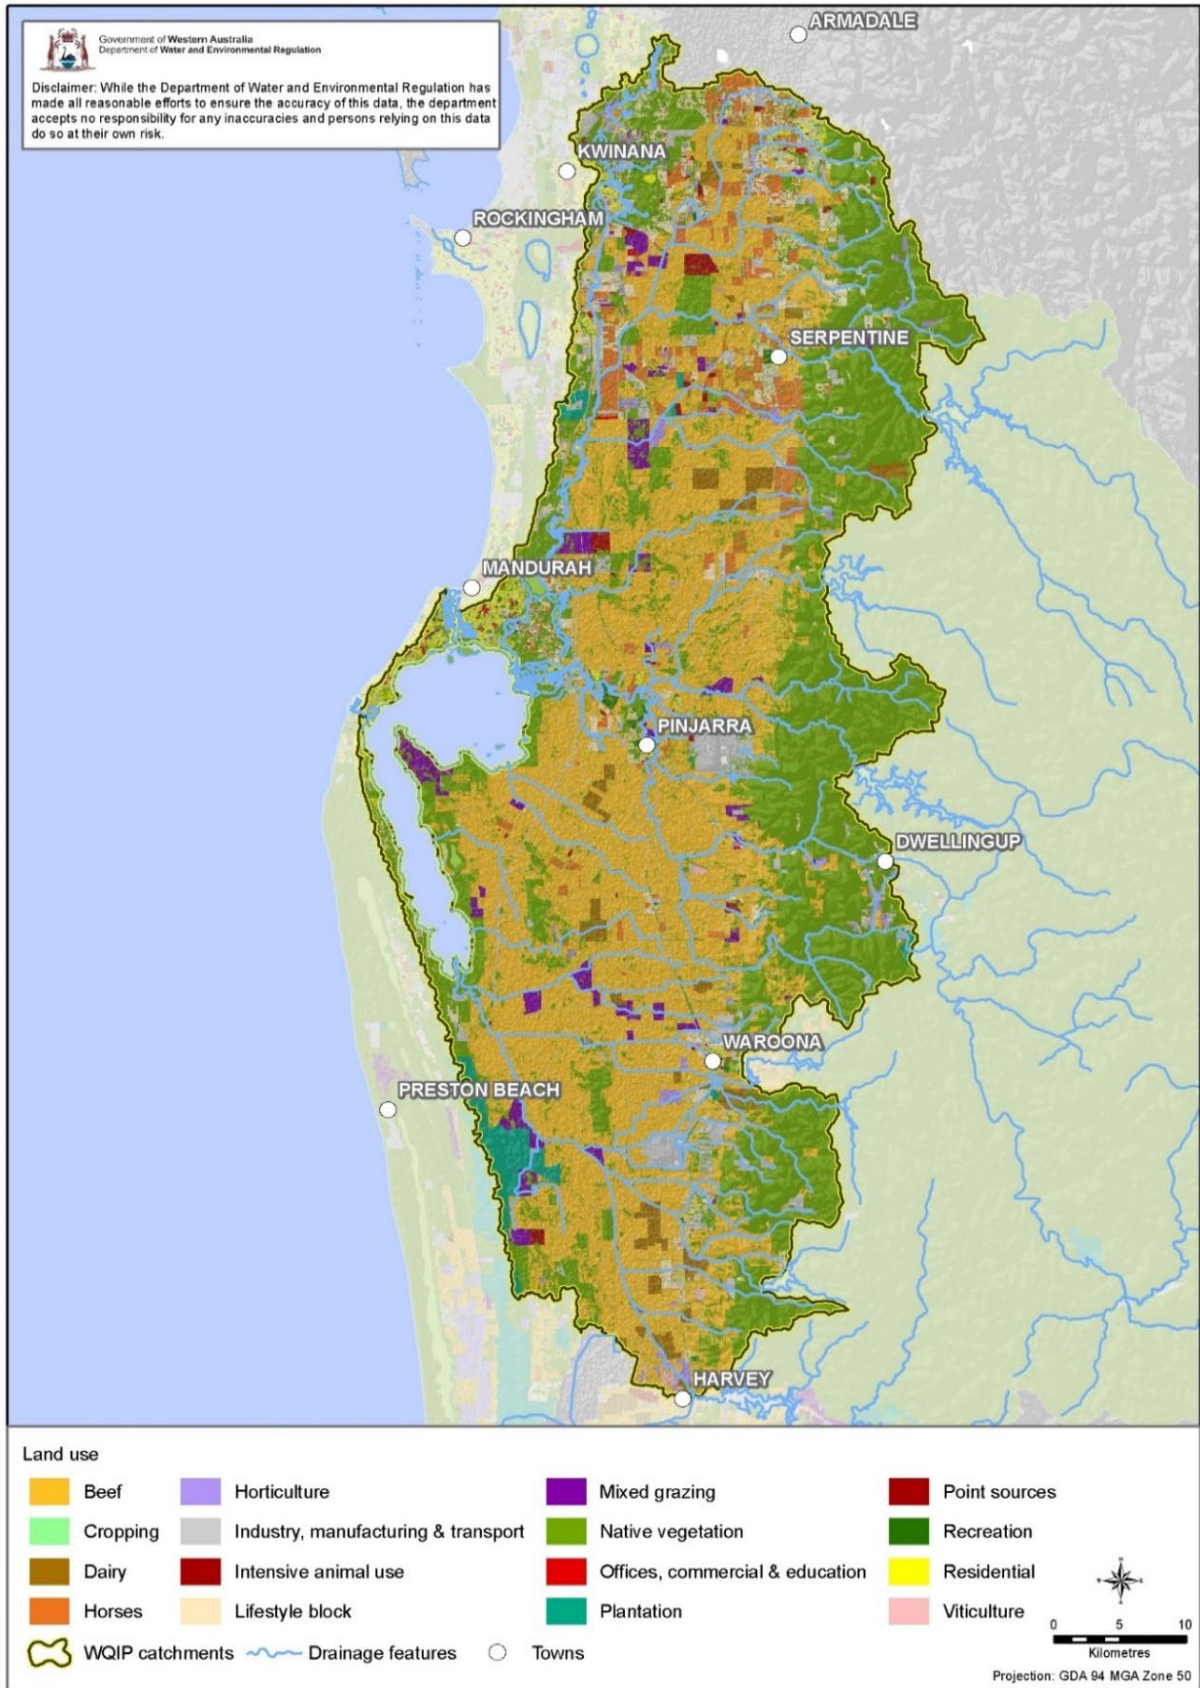 Government of Western Australia
Department of Water and Environmental Regulation
Disclaimer: While the Department of Water and Environmental Regulation has
made all reasonable efforts to ensure the accuracy of this data, the department
accepts no responsibility for any inaccuracies and persons relying on this data
do so at their own risk.
ARMADALE
KWINANA
ROCKINGHAM
SERPENTINE
MANDURAH
PINJARRA
DWELLINGUP
WAROONA
PRESTON BEACH
HARVEY
Land use
Beef
Horticulture
Mixed grazing
Point sources
Cropping
Industry, manufacturing & transport
Native vegetation
Recreation
Dairy
Intensive animal use
Offices, commercial & education
Residential
Horses
Lifestyle block
Plantation
Viticulture
WQIP catchments
Drainage features
Towns
0 5 10
Kilometres
Projection: GDA 94 MGA Zone 50